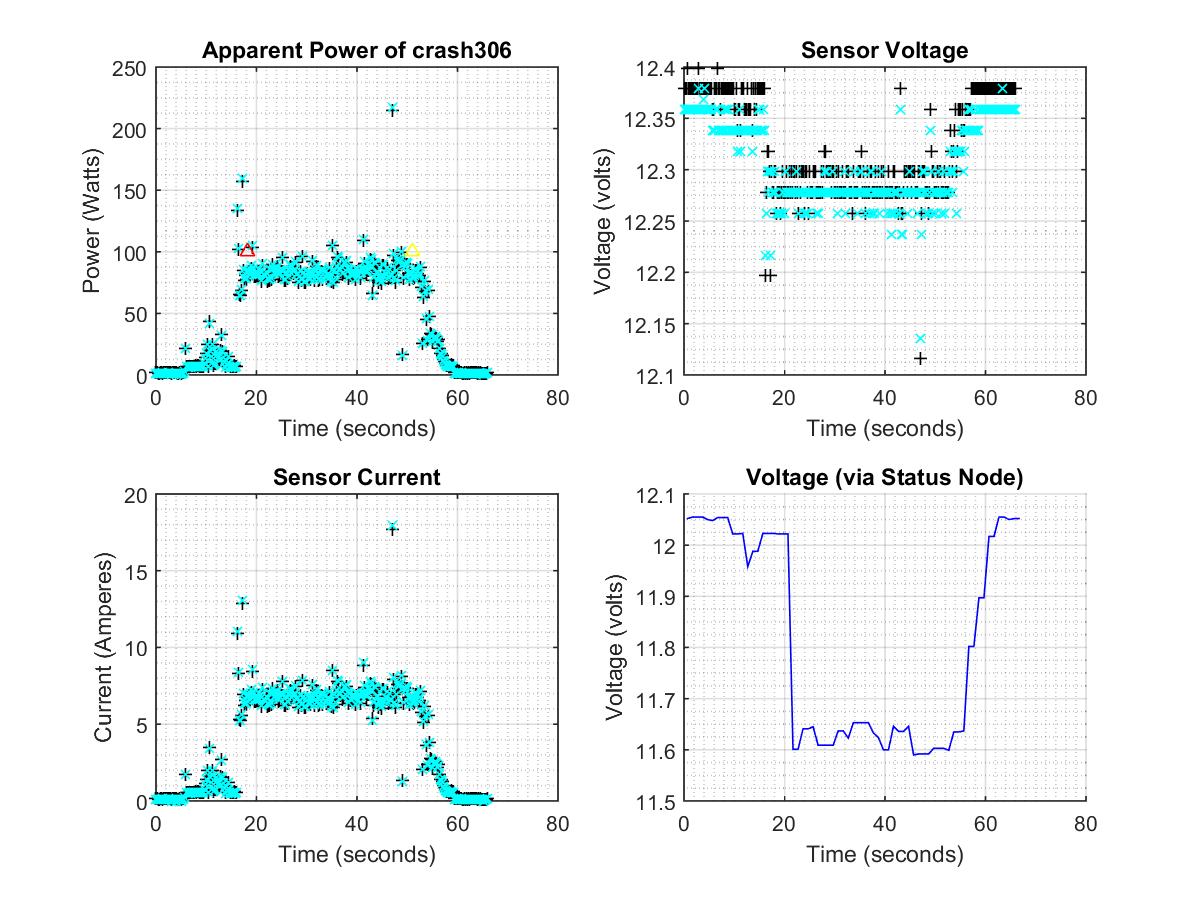 Apparent Power of crash306
250
200
150
100
50
0
Power (Watts)
0 20 40 60 80
Time (seconds)
Sensor Voltage
12.4
12.35
12.3
12.25
12.2
12.15
12.1
Voltage (volts)
0 20 40 60 80
Time (seconds)
Sensor Current
20
15
10
5
0
Current (Amperes)
0 20 40 60 80
Time (seconds)
Voltage (via Status Node)
12.1
12
11.9
11.8
11.7
11.6
11.5
Voltage (volts)
0 20 40 60 80
Time (seconds)